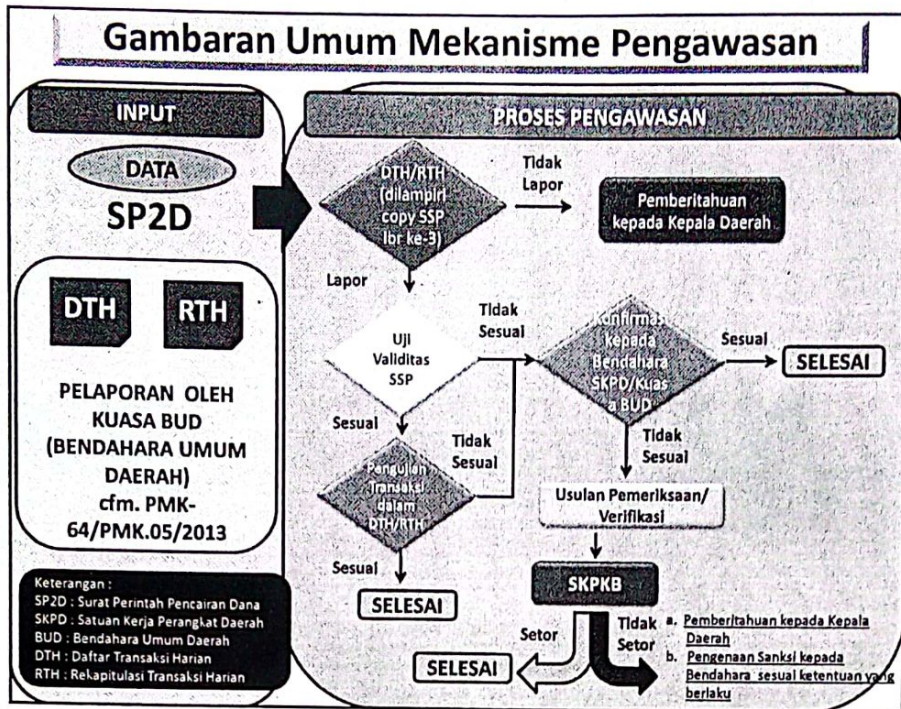 Gambaran Umum Mekanisme Pengawasan
INPUT
DATA
SP2D
DTH
RTH
PELAPORAN OLEH
KUASA BUD
(BENDAHARA UMUM
DAERAH)
cfm. PMK-
64/PMK.05/2013
Keterangan :
SP2D : Surat Perintah Pencairan Dana
SKPD : Satuan Kerja Perangkat Daerah
BUD : Bendahara Umum Daerah
DTH : Daftar Transaksi Harian
RTH : Rekapitulasi Transaksi Harian
PROSES PENGAWASAN
DTH/RTH
(dilampiri
copy SSP
lbr ke-3)
Tidak
Lapor
Pemberitahuan
kepada Kepala Daerah
Lapor
Uji
Validitas
SSP
Tidak
Sesuai
Konfirmasi
kepada
Bendahara
SKPD/Kuas
a BUD
Sesuai
SELESAI
Sesuai
Tidak
Sesuai
Pengujian
Transaksi
dalam
DTH/RTH
Tidak
Sesuai
Usulan Pemeriksaan/
Verifikasi
Sesuai
SELESAI
SKPKB
Setor
SELESAI
Tidak
Setor
a. Pemberitahuan kepada Kepala
Daerah
b. Pengenaan Sanksi kepada
Bendahara sesuai ketentuan yang
berlaku